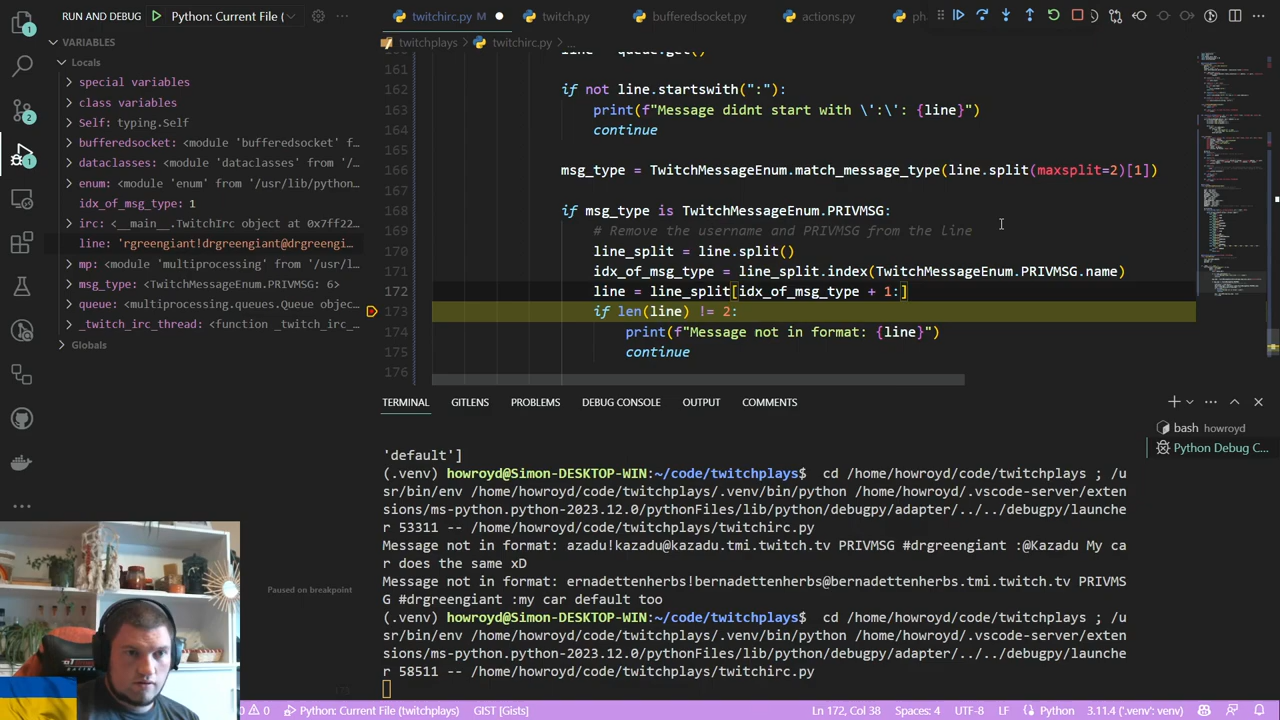 RUN AND DEBUG
Python: Current File (
twitchirc.py M
twitch.py
bufferedsocket.py
actions.py
twitchplays
twitchirc.py
...
VARIABLES
Locals
special variables
class variables
Self: typing.Self
bufferedsocket: <module 'bufferedsocket' f…
dataclasses: <module 'dataclasses' from '/…
enum: <module 'enum' from '/usr/lib/python…
idx_of_msg_type: 1
irc: <__main__.TwitchIrc object at 0x7ff22…
line: 'rgreengiant!drgreengiant@drgreengi…
mp: <module 'multiprocessing' from '/usr/l…
msg_type: <TwitchMessageEnum.PRIVMSG: 6>
queue: <multiprocessing.queues.Queue objec…
_twitch_irc_thread: <function _twitch_irc_…
Globals
Paused on breakpoint
line = queue.get()
161
162 if not line.startswith(":"):
163 print(f"Message didnt start with \':\': {line}")
164 continue
165
166 msg_type = TwitchMessageEnum.match_message_type(line.split(maxsplit=2)[1])
167
168 if msg_type is TwitchMessageEnum.PRIVMSG:
169 # Remove the username and PRIVMSG from the line
170 line_split = line.split()
171 idx_of_msg_type = line_split.index(TwitchMessageEnum.PRIVMSG.name)
172 line = line_split[idx_of_msg_type + 1:]
173 if len(line) != 2:
174 print(f"Message not in format: {line}")
175 continue
176
TERMINAL GITLENS PROBLEMS DEBUG CONSOLE OUTPUT COMMENTS
bash howroyd
Python Debug C...
'default']
(.venv) howroyd@Simon-DESKTOP-WIN:~/code/twitchplays$ cd /home/howroyd/code/twitchplays ; /u
sr/bin/env /home/howroyd/code/twitchplays/.venv/bin/python /home/howroyd/.vscode-server/exten
sions/ms-python.python-2023.12.0/pythonFiles/lib/python/debugpy/adapter/../../debugpy/launche
r 53311 -- /home/howroyd/code/twitchplays/twitchirc.py
Message not in format: azadu!kazadu@kazadu.tmi.twitch.tv PRIVMSG #drgreengiant :@Kazadu My ca
r does the same xD
Message not in format: ernadettenherbs!bernadettenherbs@bernadettenherbs.tmi.twitch.tv PRIVMS
G #drgreengiant :my car default too
(.venv) howroyd@Simon-DESKTOP-WIN:~/code/twitchplays$ cd /home/howroyd/code/twitchplays ; /u
sr/bin/env /home/howroyd/code/twitchplays/.venv/bin/python /home/howroyd/.vscode-server/exten
sions/ms-python.python-2023.12.0/pythonFiles/lib/python/debugpy/adapter/../../debugpy/launche
r 58511 -- /home/howroyd/code/twitchplays/twitchirc.py
0 0 Python: Current File (twitchplays) GIST [Gists] Ln 172, Col 38 Spaces: 4 UTF-8 LF Python 3.11.4 ('.venv': venv)